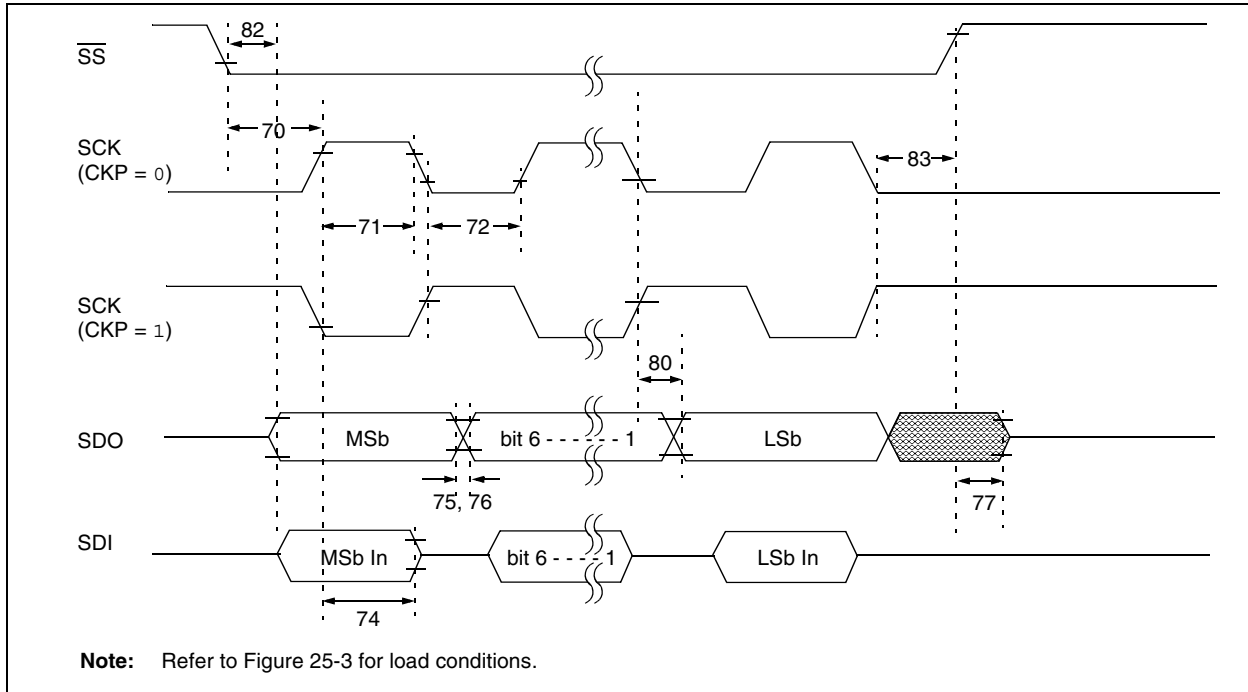 82
SS
70
SCK
(CKP = 0)
83
71
72
SCK
(CKP = 1)
80
SDO
MSb
bit 6 - - - - - - 1
LSb
75, 76
77
SDI
MSb In
bit 6 - - - - 1
LSb In
74
Note: Refer to Figure 25-3 for load conditions.